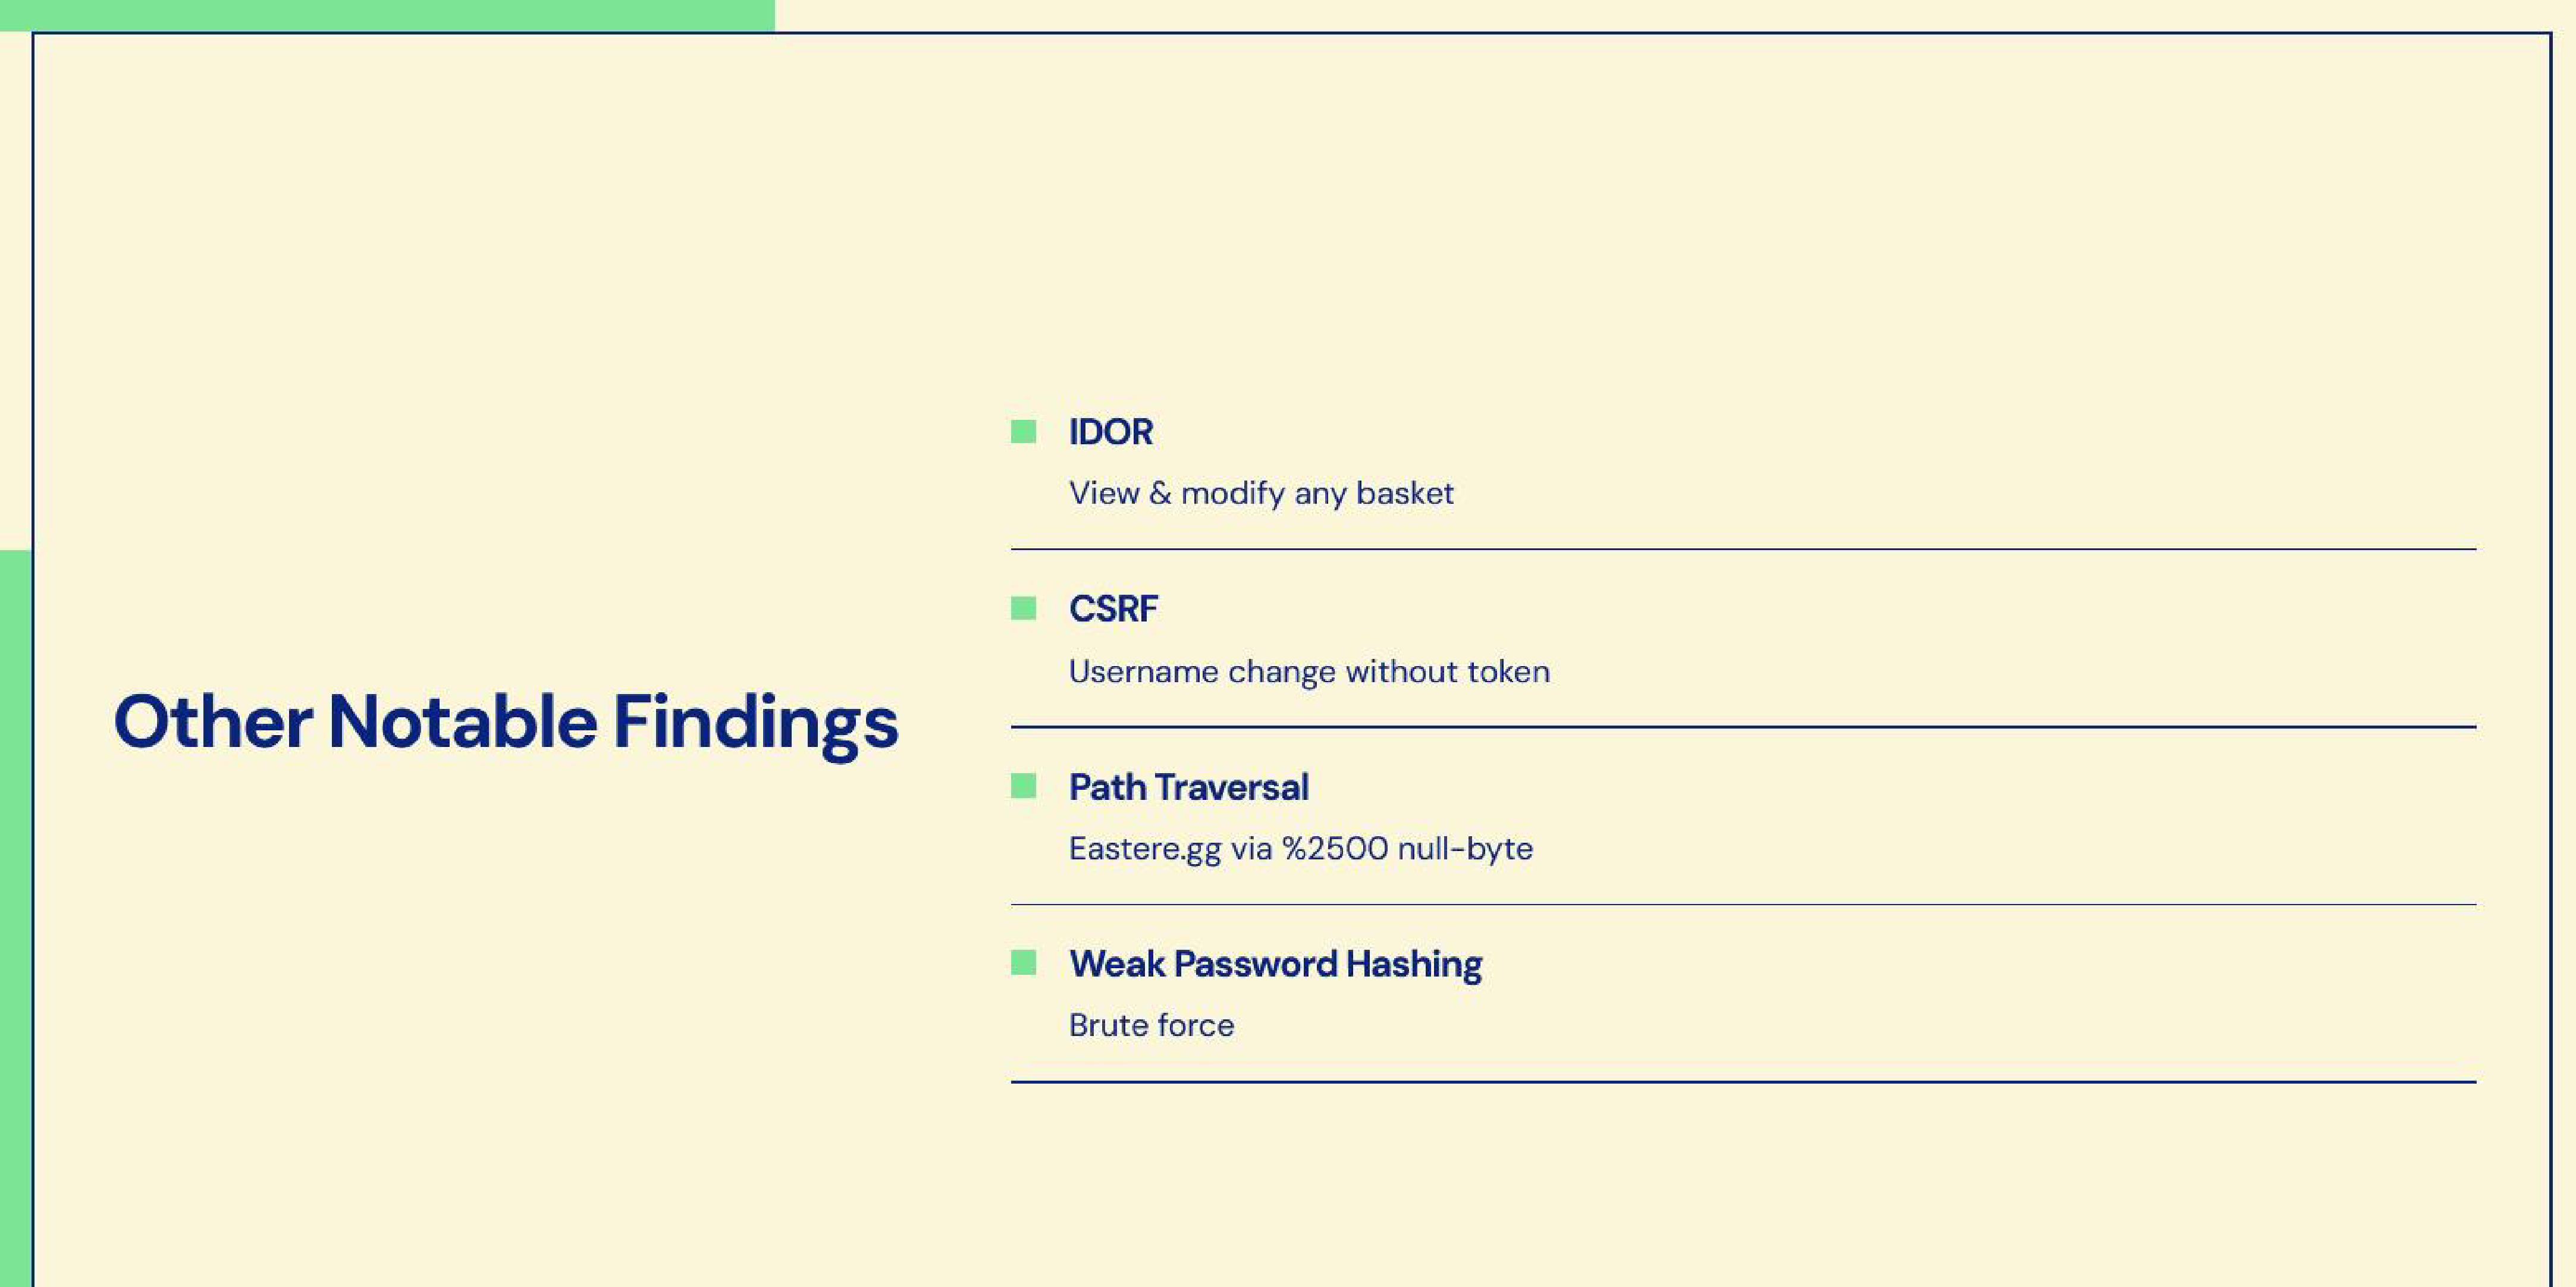 Other Notable Findings
IDOR
View & modify any basket
CSRF
Username change without token
Path Traversal
Eastere.gg via %2500 null-byte
Weak Password Hashing
Brute force